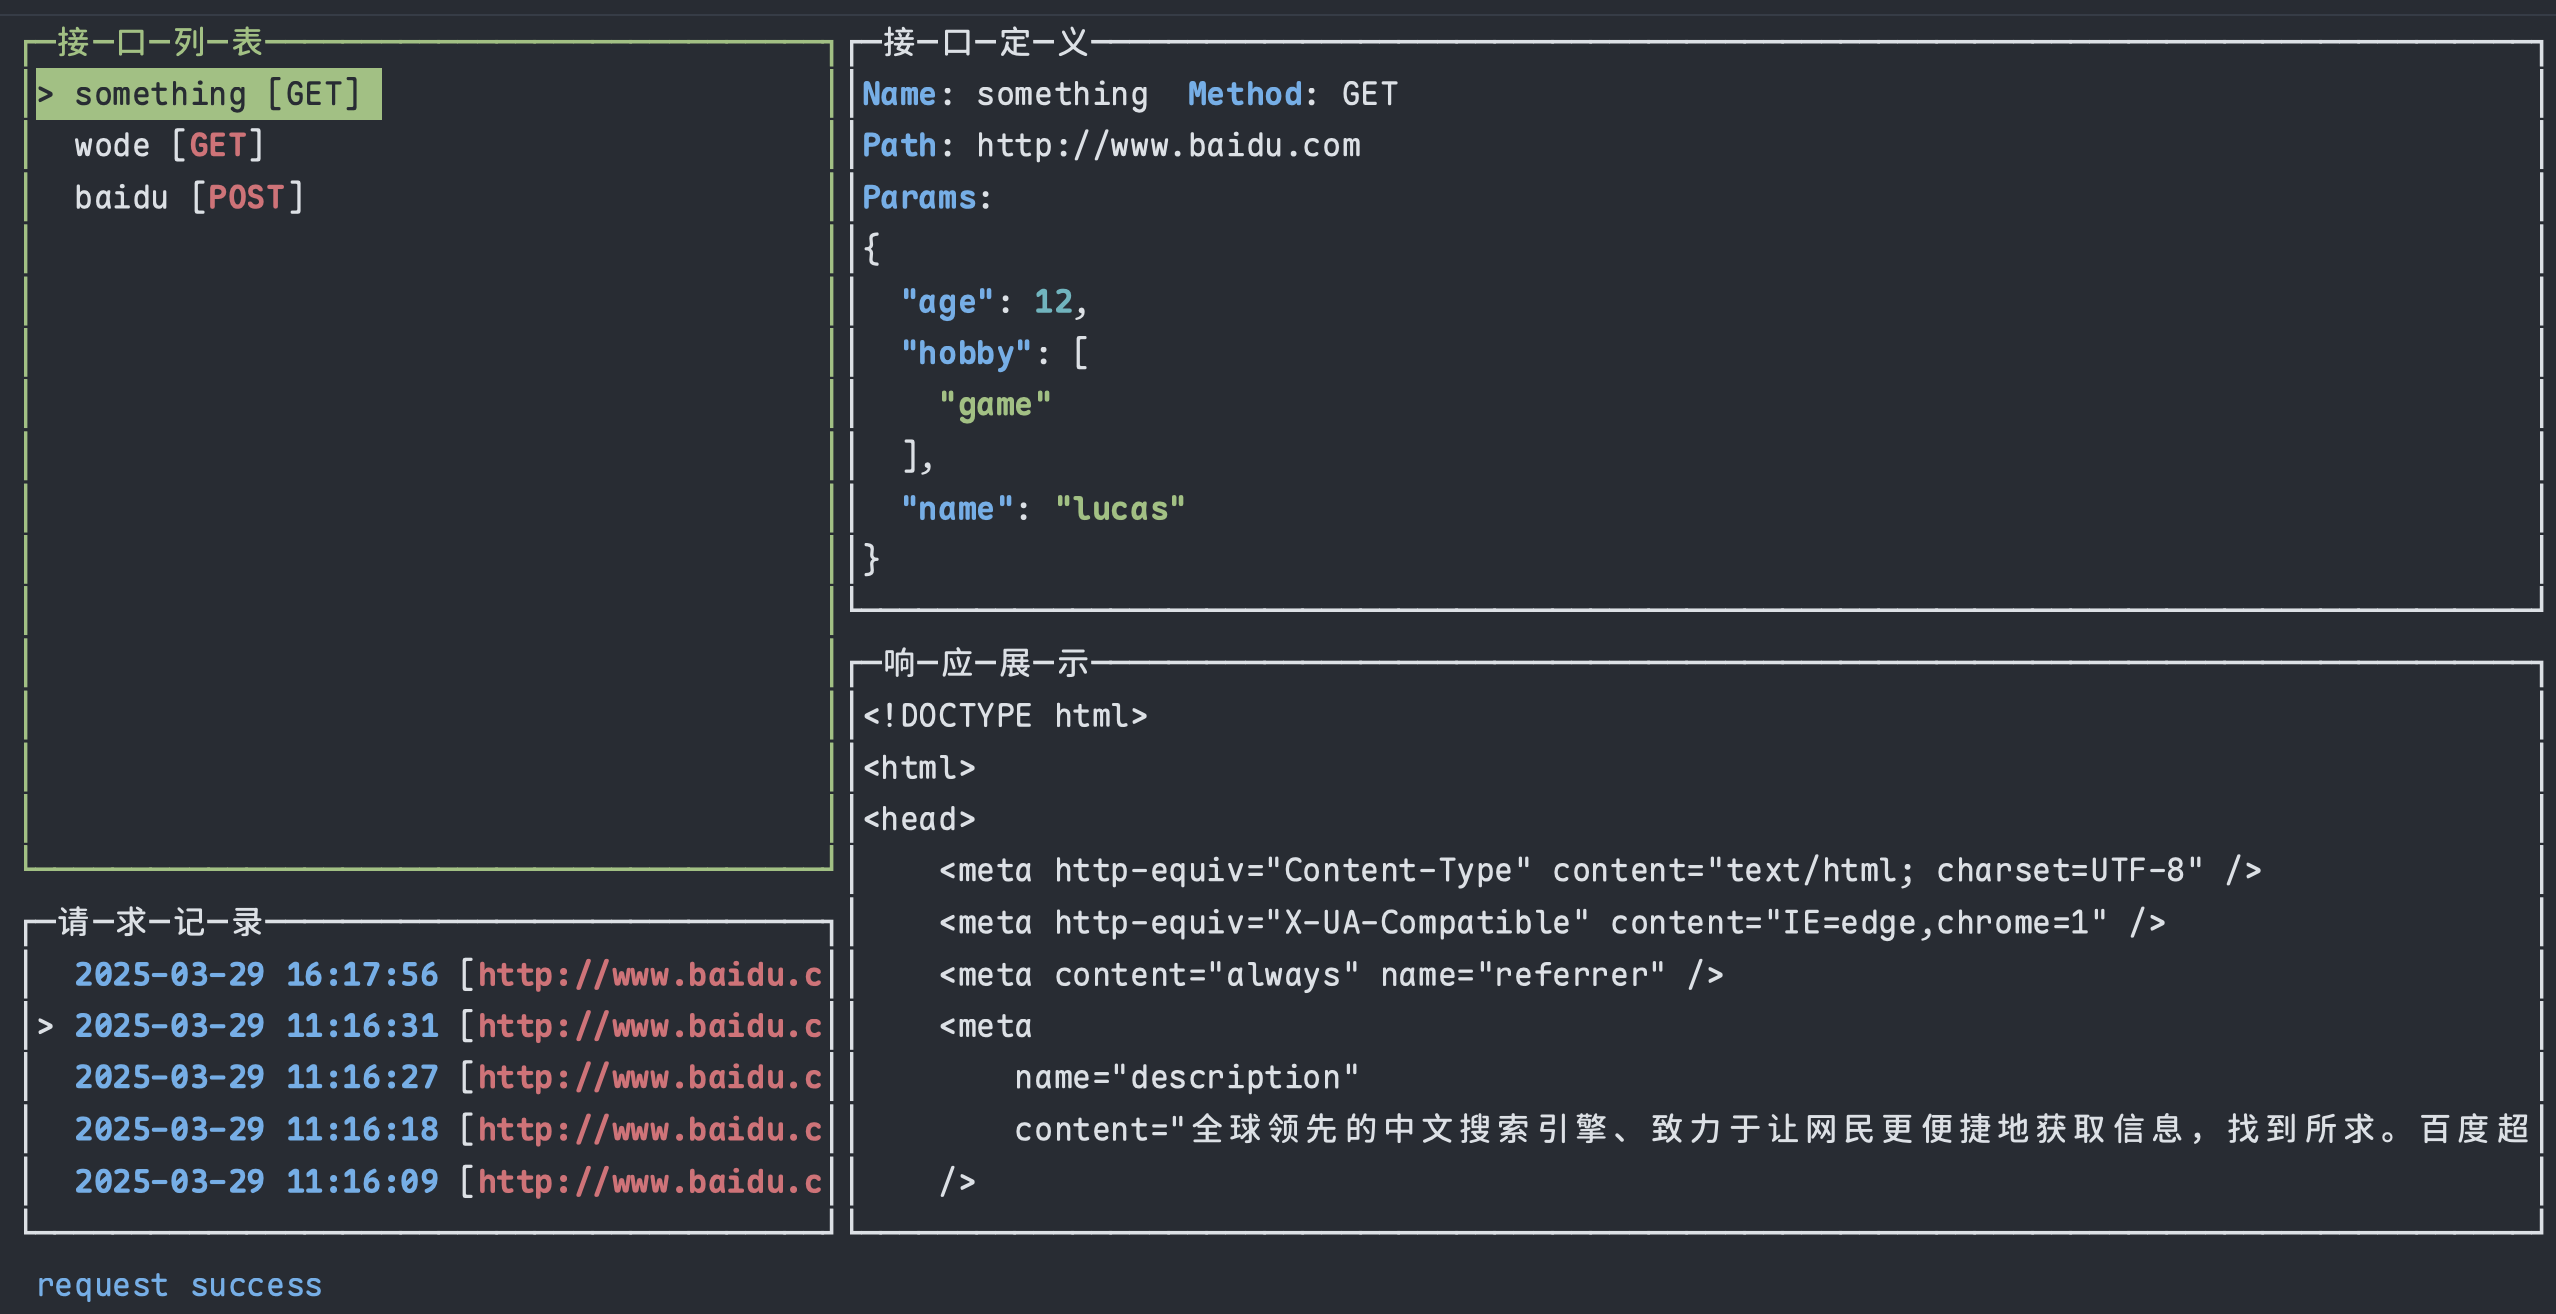 接口列表
> something [GET]
wode [GET]
baidu [POST]
请求记录
2025-03-29 16:17:56 [http://www.baidu.c
> 2025-03-29 11:16:31 [http://www.baidu.c
2025-03-29 11:16:27 [http://www.baidu.c
2025-03-29 11:16:18 [http://www.baidu.c
2025-03-29 11:16:09 [http://www.baidu.c
接口定义
Name: something  Method: GET
Path: http://www.baidu.com
Params:
{
  "age": 12,
  "hobby": [
    "game"
  ],
  "name": "lucas"
}
响应展示
<!DOCTYPE html>
<html>
<head>
    <meta http-equiv="Content-Type" content="text/html; charset=UTF-8" />
    <meta http-equiv="X-UA-Compatible" content="IE=edge,chrome=1" />
    <meta content="always" name="referrer" />
    <meta
        name="description"
        content="全球领先的中文搜索引擎、致力于让网民更便捷地获取信息，找到所求。百度超
    />
request success